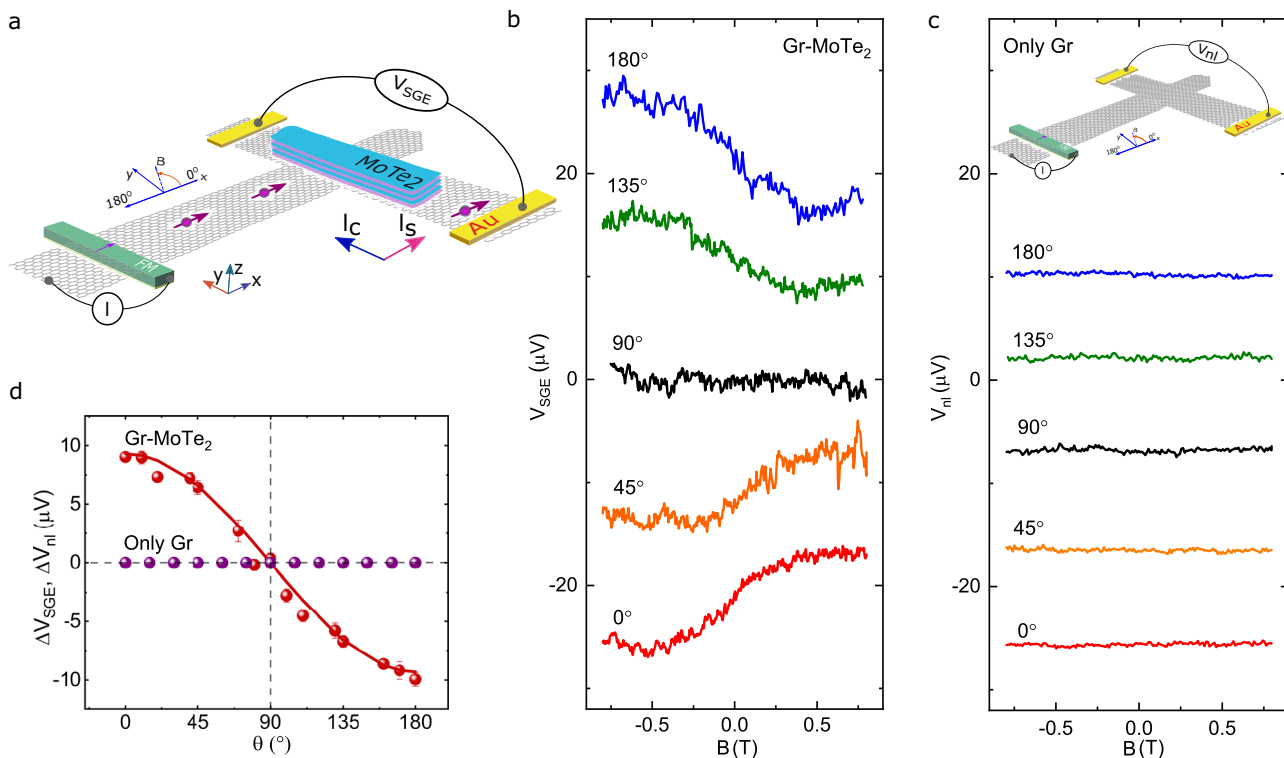 a
V_SGE
MoTe2
y
B
0°
x
180°
Au
I_C
I_S
FM
y
z
x
I
b
Gr-MoTe₂
180°
135°
90°
45°
0°
20
0
-20
V_SGE (μV)
-0.5
0.0
0.5
B (T)
c
Only Gr
V_nl
y
B
0°
x
180°
Au
I
180°
135°
90°
45°
0°
20
0
-20
V_nl (μV)
-0.5
0.0
0.5
B (T)
d
Gr-MoTe₂
Only Gr
10
5
0
-5
-10
ΔV_SGE, ΔV_nl (μV)
0
45
90
135
180
θ (°)